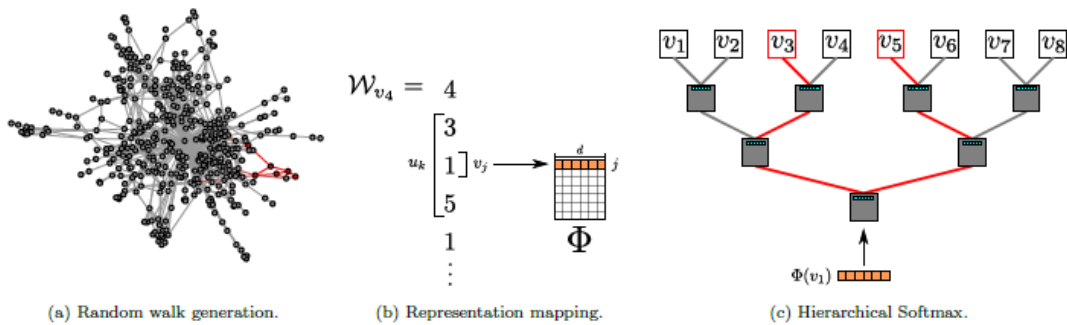 𝒲_{v₄} = 4
3
u_k
1
v_j
d
j
5
Φ
1
⋮
v₁ v₂ v₃ v₄ v₅ v₆ v₇ v₈
Φ(v₁)
(a) Random walk generation.
(b) Representation mapping.
(c) Hierarchical Softmax.